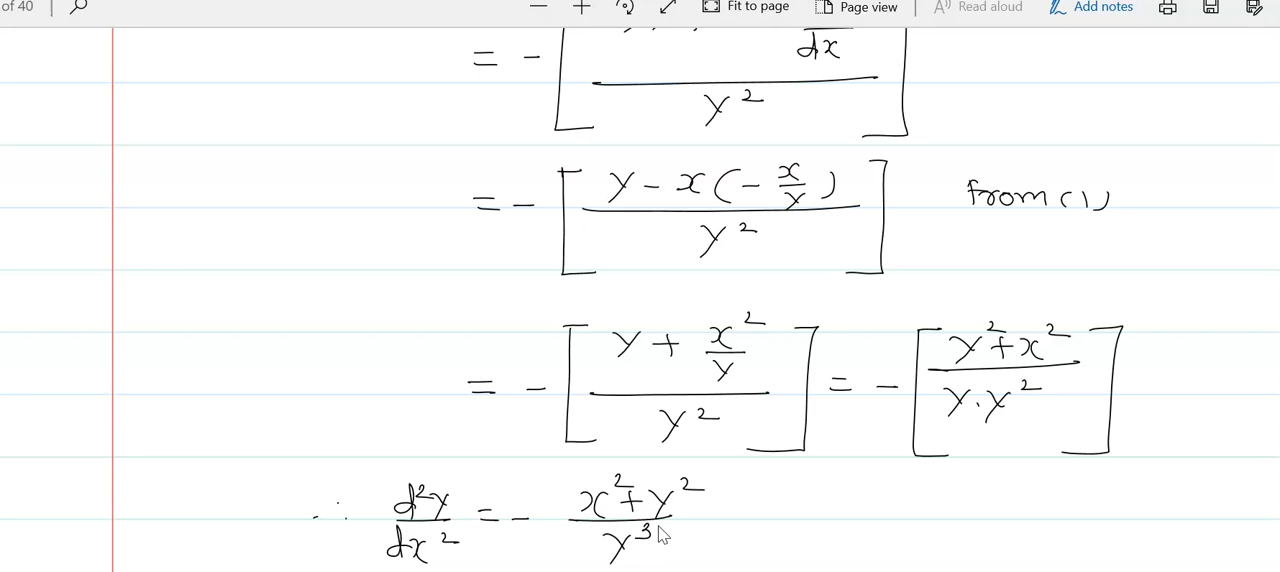 of 40 Fit to page Page view Read aloud Add notes
= - [ dx / y² ]
= - [ y - x(- x/y) / y² ] from (1)
= - [ y + x²/y / y² ] = - [ y² + x² / y·y² ]
∴ d²y/dx² = - x² + y² / y³